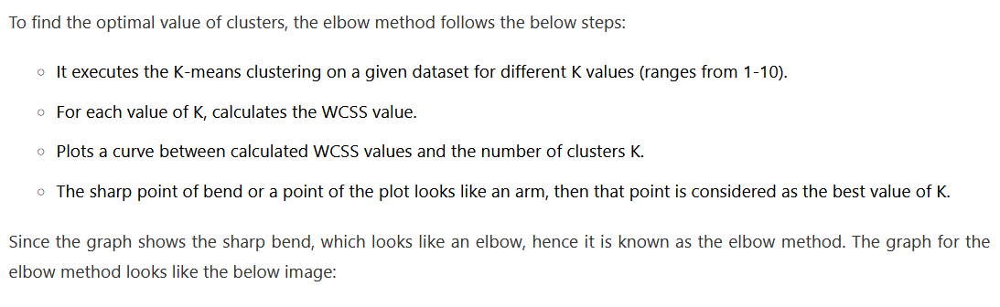 To find the optimal value of clusters, the elbow method follows the below steps:
○ It executes the K-means clustering on a given dataset for different K values (ranges from 1-10).
○ For each value of K, calculates the WCSS value.
○ Plots a curve between calculated WCSS values and the number of clusters K.
○ The sharp point of bend or a point of the plot looks like an arm, then that point is considered as the best value of K.
Since the graph shows the sharp bend, which looks like an elbow, hence it is known as the elbow method. The graph for the
elbow method looks like the below image: